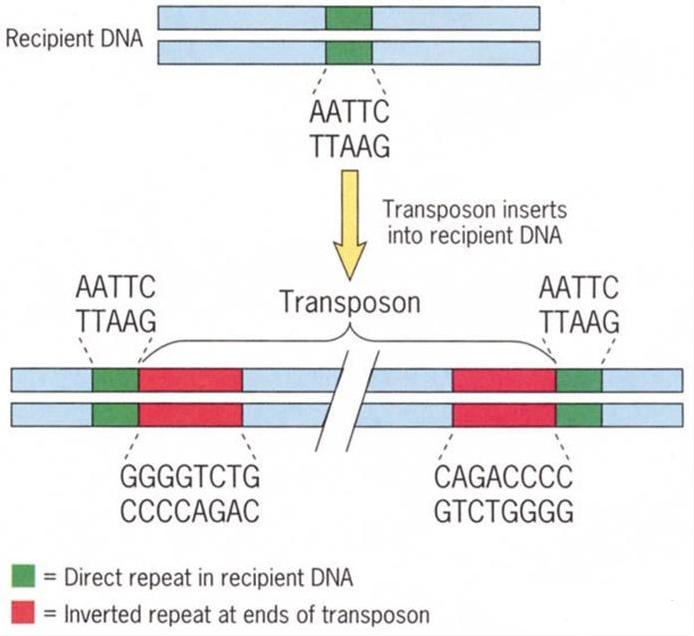 Recipient DNA
AATTC
TTAAG
Transposon inserts
into recipient DNA
AATTC
TTAAG
Transposon
AATTC
TTAAG
GGGGTCTG
CCCCAGAC
CAGACCCC
GTCTGGGG
= Direct repeat in recipient DNA
= Inverted repeat at ends of transposon